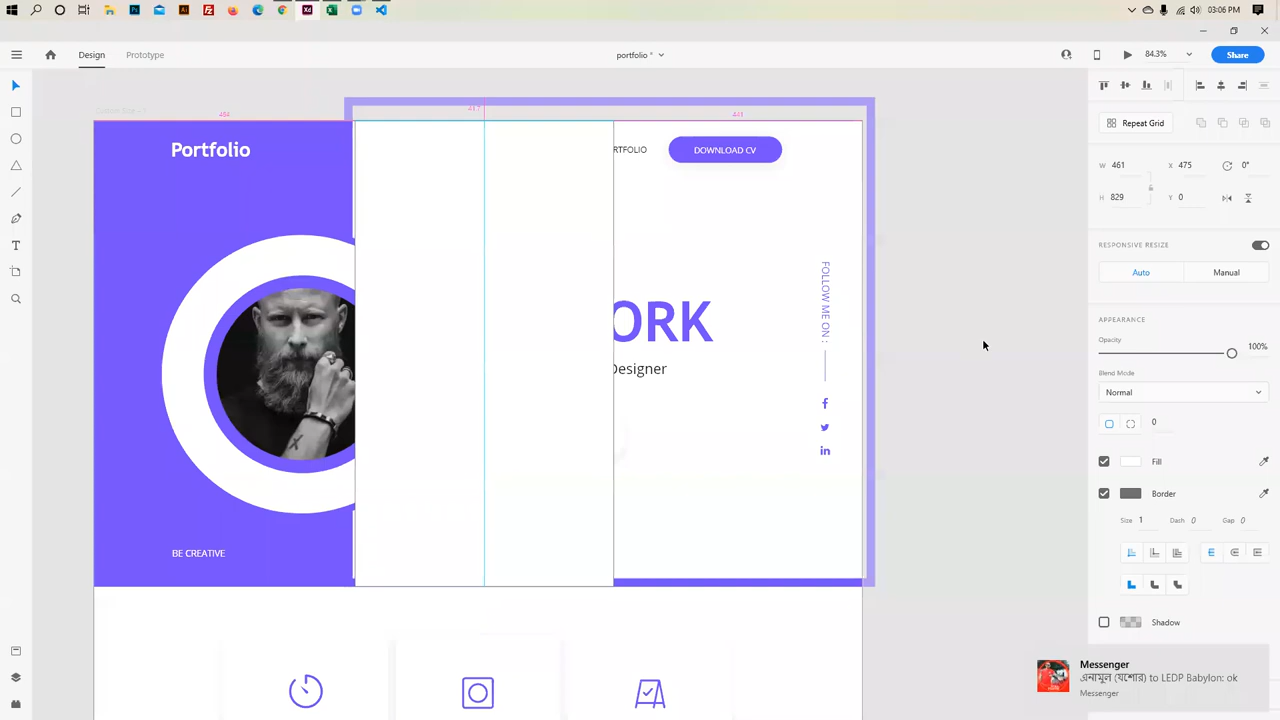 03:06 PM
Design
Prototype
portfolio *
84.3%
Share
464
443
Portfolio
RTFOLIO
DOWNLOAD CV
ORK
Designer
FOLLOW ME ON :
BE CREATIVE
Repeat Grid
W 461
X 475
0°
H 829
Y 0
RESPONSIVE RESIZE
Auto
Manual
APPEARANCE
Opacity
100%
Blend Mode
Normal
0
Fill
Border
Size 1
Dash 0
Gap 0
Shadow
Messenger
এনামুল (যশোর) to LEDP Babylon: ok
Messenger